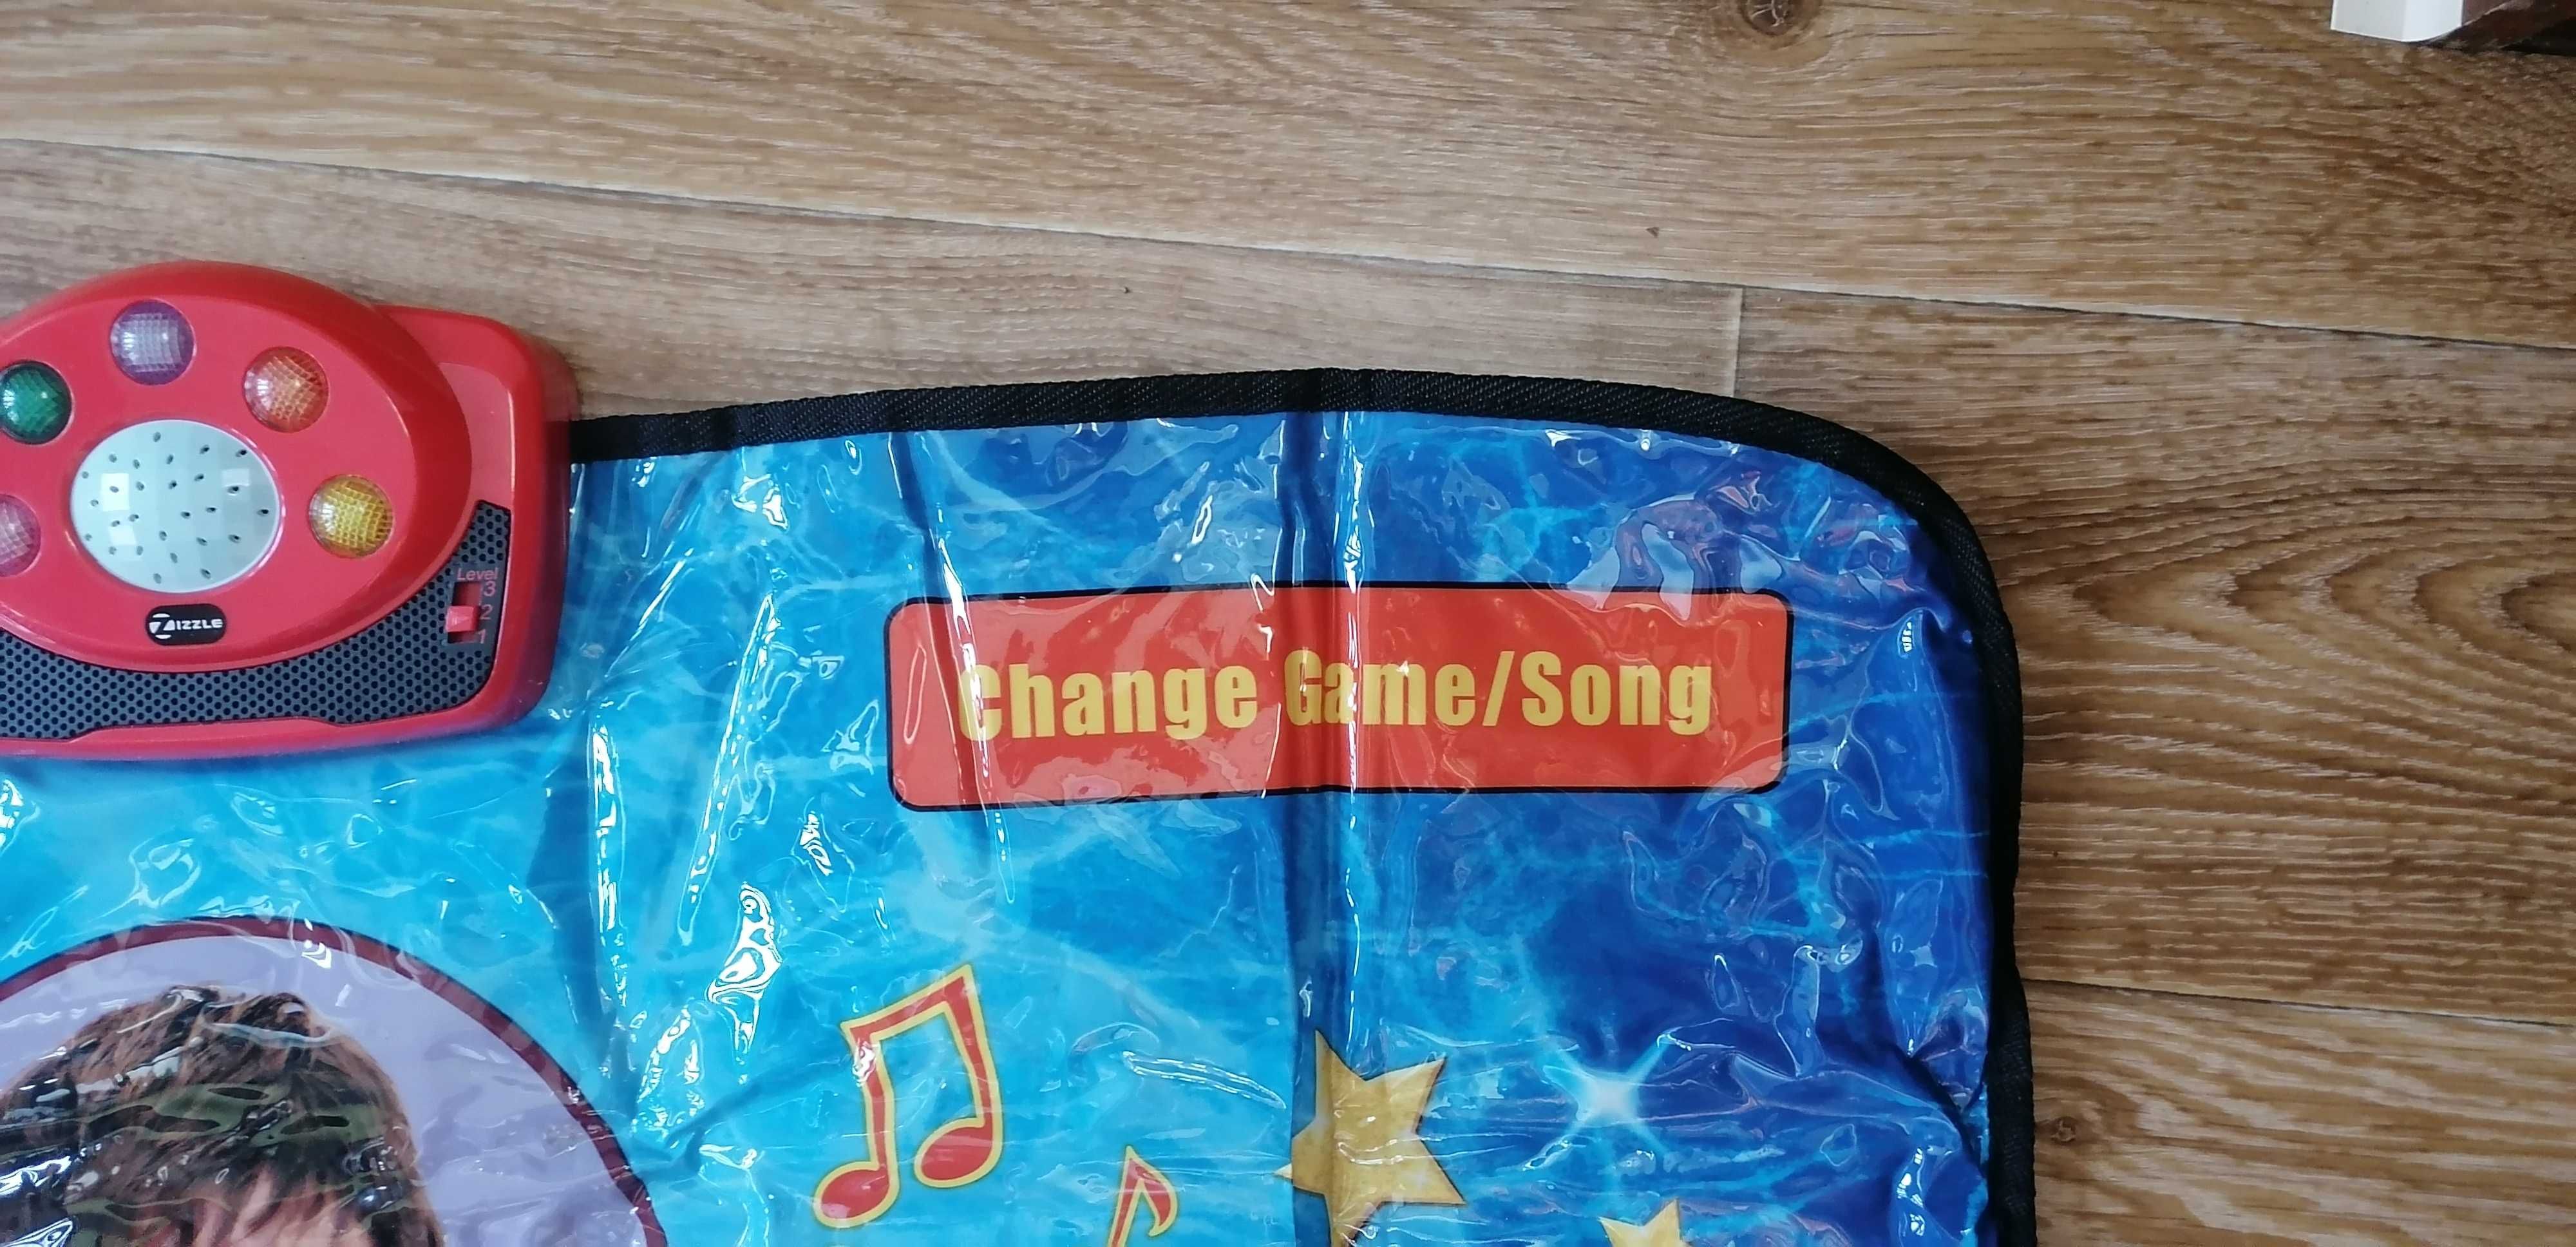 Level
3
2
1
ZIZZLE
Change Game/Song